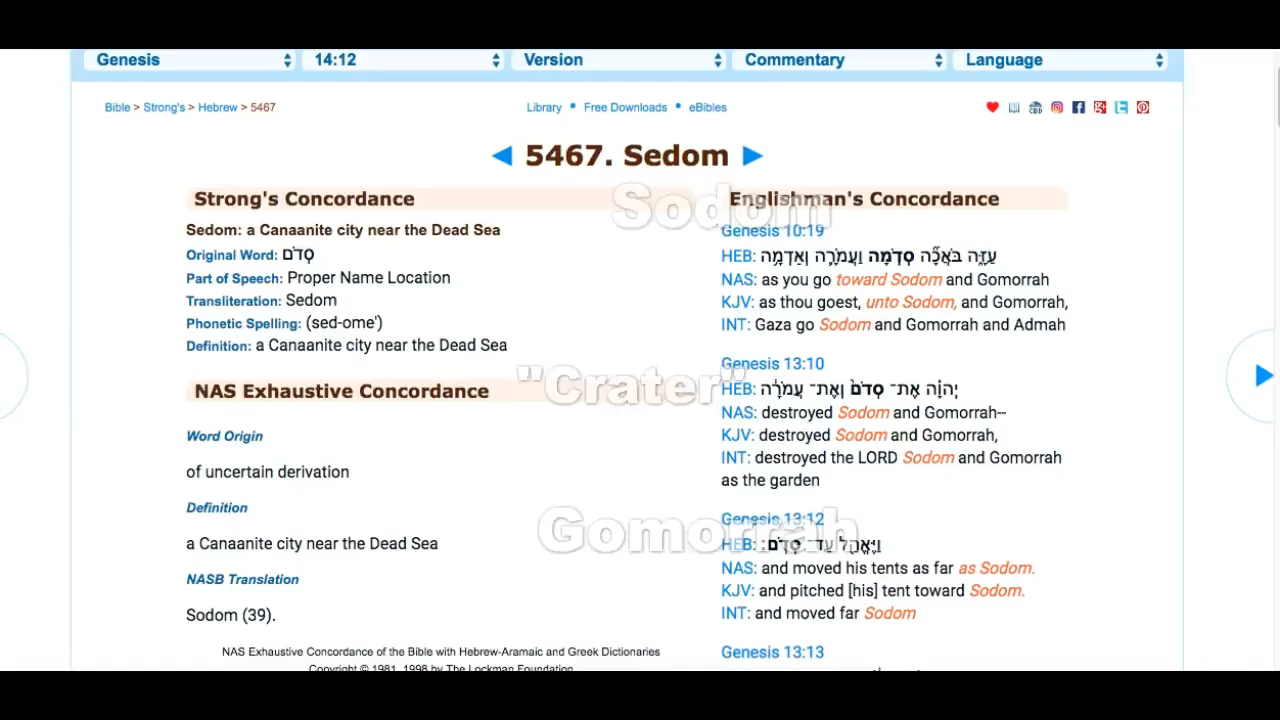 Genesis
14:12
Version
Commentary
Language
Bible > Strong's > Hebrew > 5467
Library • Free Downloads • eBibles
5467. Sedom
Sodom
"Crater"
Gomorrah
Strong's Concordance
Sedom: a Canaanite city near the Dead Sea
Original Word: סְדֹם
Part of Speech: Proper Name Location
Transliteration: Sedom
Phonetic Spelling: (sed-ome')
Definition: a Canaanite city near the Dead Sea
NAS Exhaustive Concordance
Word Origin
of uncertain derivation
Definition
a Canaanite city near the Dead Sea
NASB Translation
Sodom (39).
NAS Exhaustive Concordance of the Bible with Hebrew-Aramaic and Greek Dictionaries
Copyright © 1981, 1998 by The Lockman Foundation
Englishman's Concordance
Genesis 10:19
HEB: עַזָּ֑ה בֹּאֲכָ֞ה סְדֹ֧מָה וַעֲמֹרָ֛ה וְאַדְמָ֥ה
NAS: as you go toward Sodom and Gomorrah
KJV: as thou goest, unto Sodom, and Gomorrah,
INT: Gaza go Sodom and Gomorrah and Admah
Genesis 13:10
HEB: יְהוָ֗ה אֶת־ סְדֹם֙ וְאֶת־ עֲמֹרָ֔ה
NAS: destroyed Sodom and Gomorrah--
KJV: destroyed Sodom and Gomorrah,
INT: destroyed the LORD Sodom and Gomorrah
as the garden
Genesis 13:12
HEB: וַיֶּאֱהַ֖ל עַד־ סְדֹֽם׃
NAS: and moved his tents as far as Sodom.
KJV: and pitched [his] tent toward Sodom.
INT: and moved far Sodom
Genesis 13:13